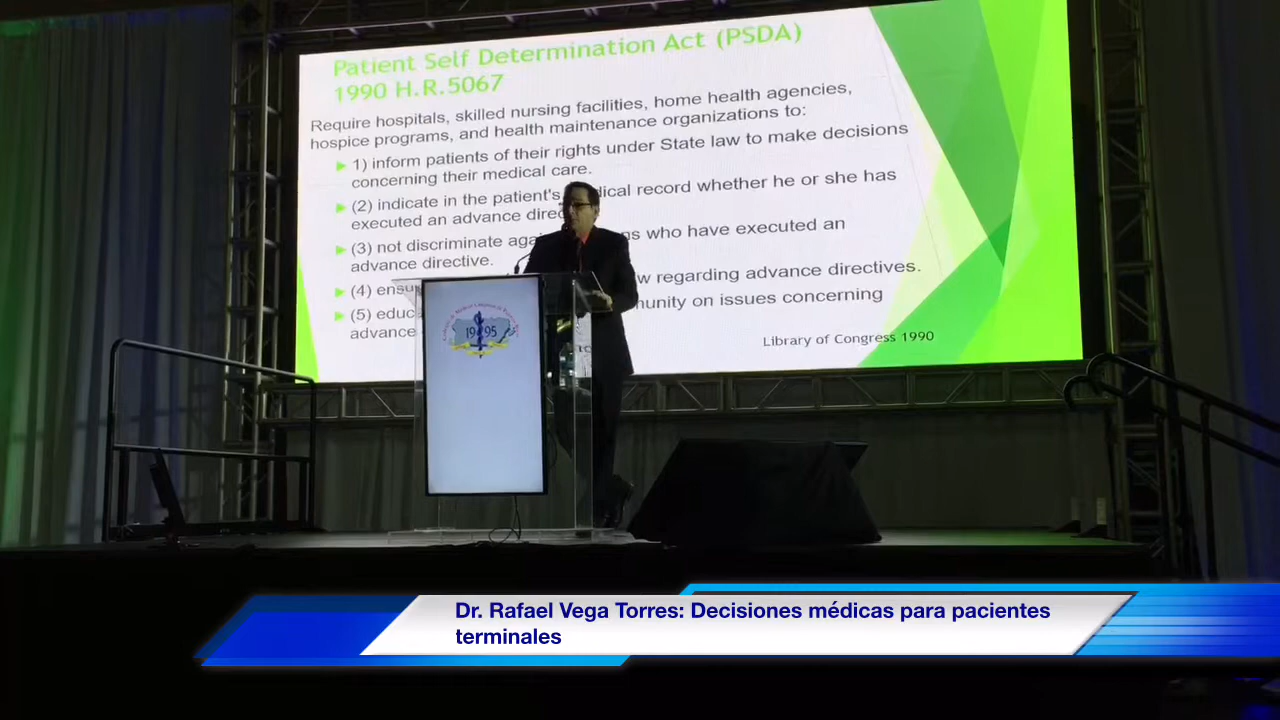 Patient Self Determination Act (PSDA)
1990 H.R.5067
Require hospitals, skilled nursing facilities, home health agencies,
hospice programs, and health maintenance organizations to:
1) inform patients of their rights under State law to make decisions
concerning their medical care.
(2) indicate in the patient's dical record whether he or she has
executed an advance direc
(3) not discriminate aga ns who have executed an
advance directive.
(4) ensu w regarding advance directives.
(5) educ munity on issues concerning
advance
Library of Congress 1990
1995
Dr. Rafael Vega Torres: Decisiones médicas para pacientes
terminales